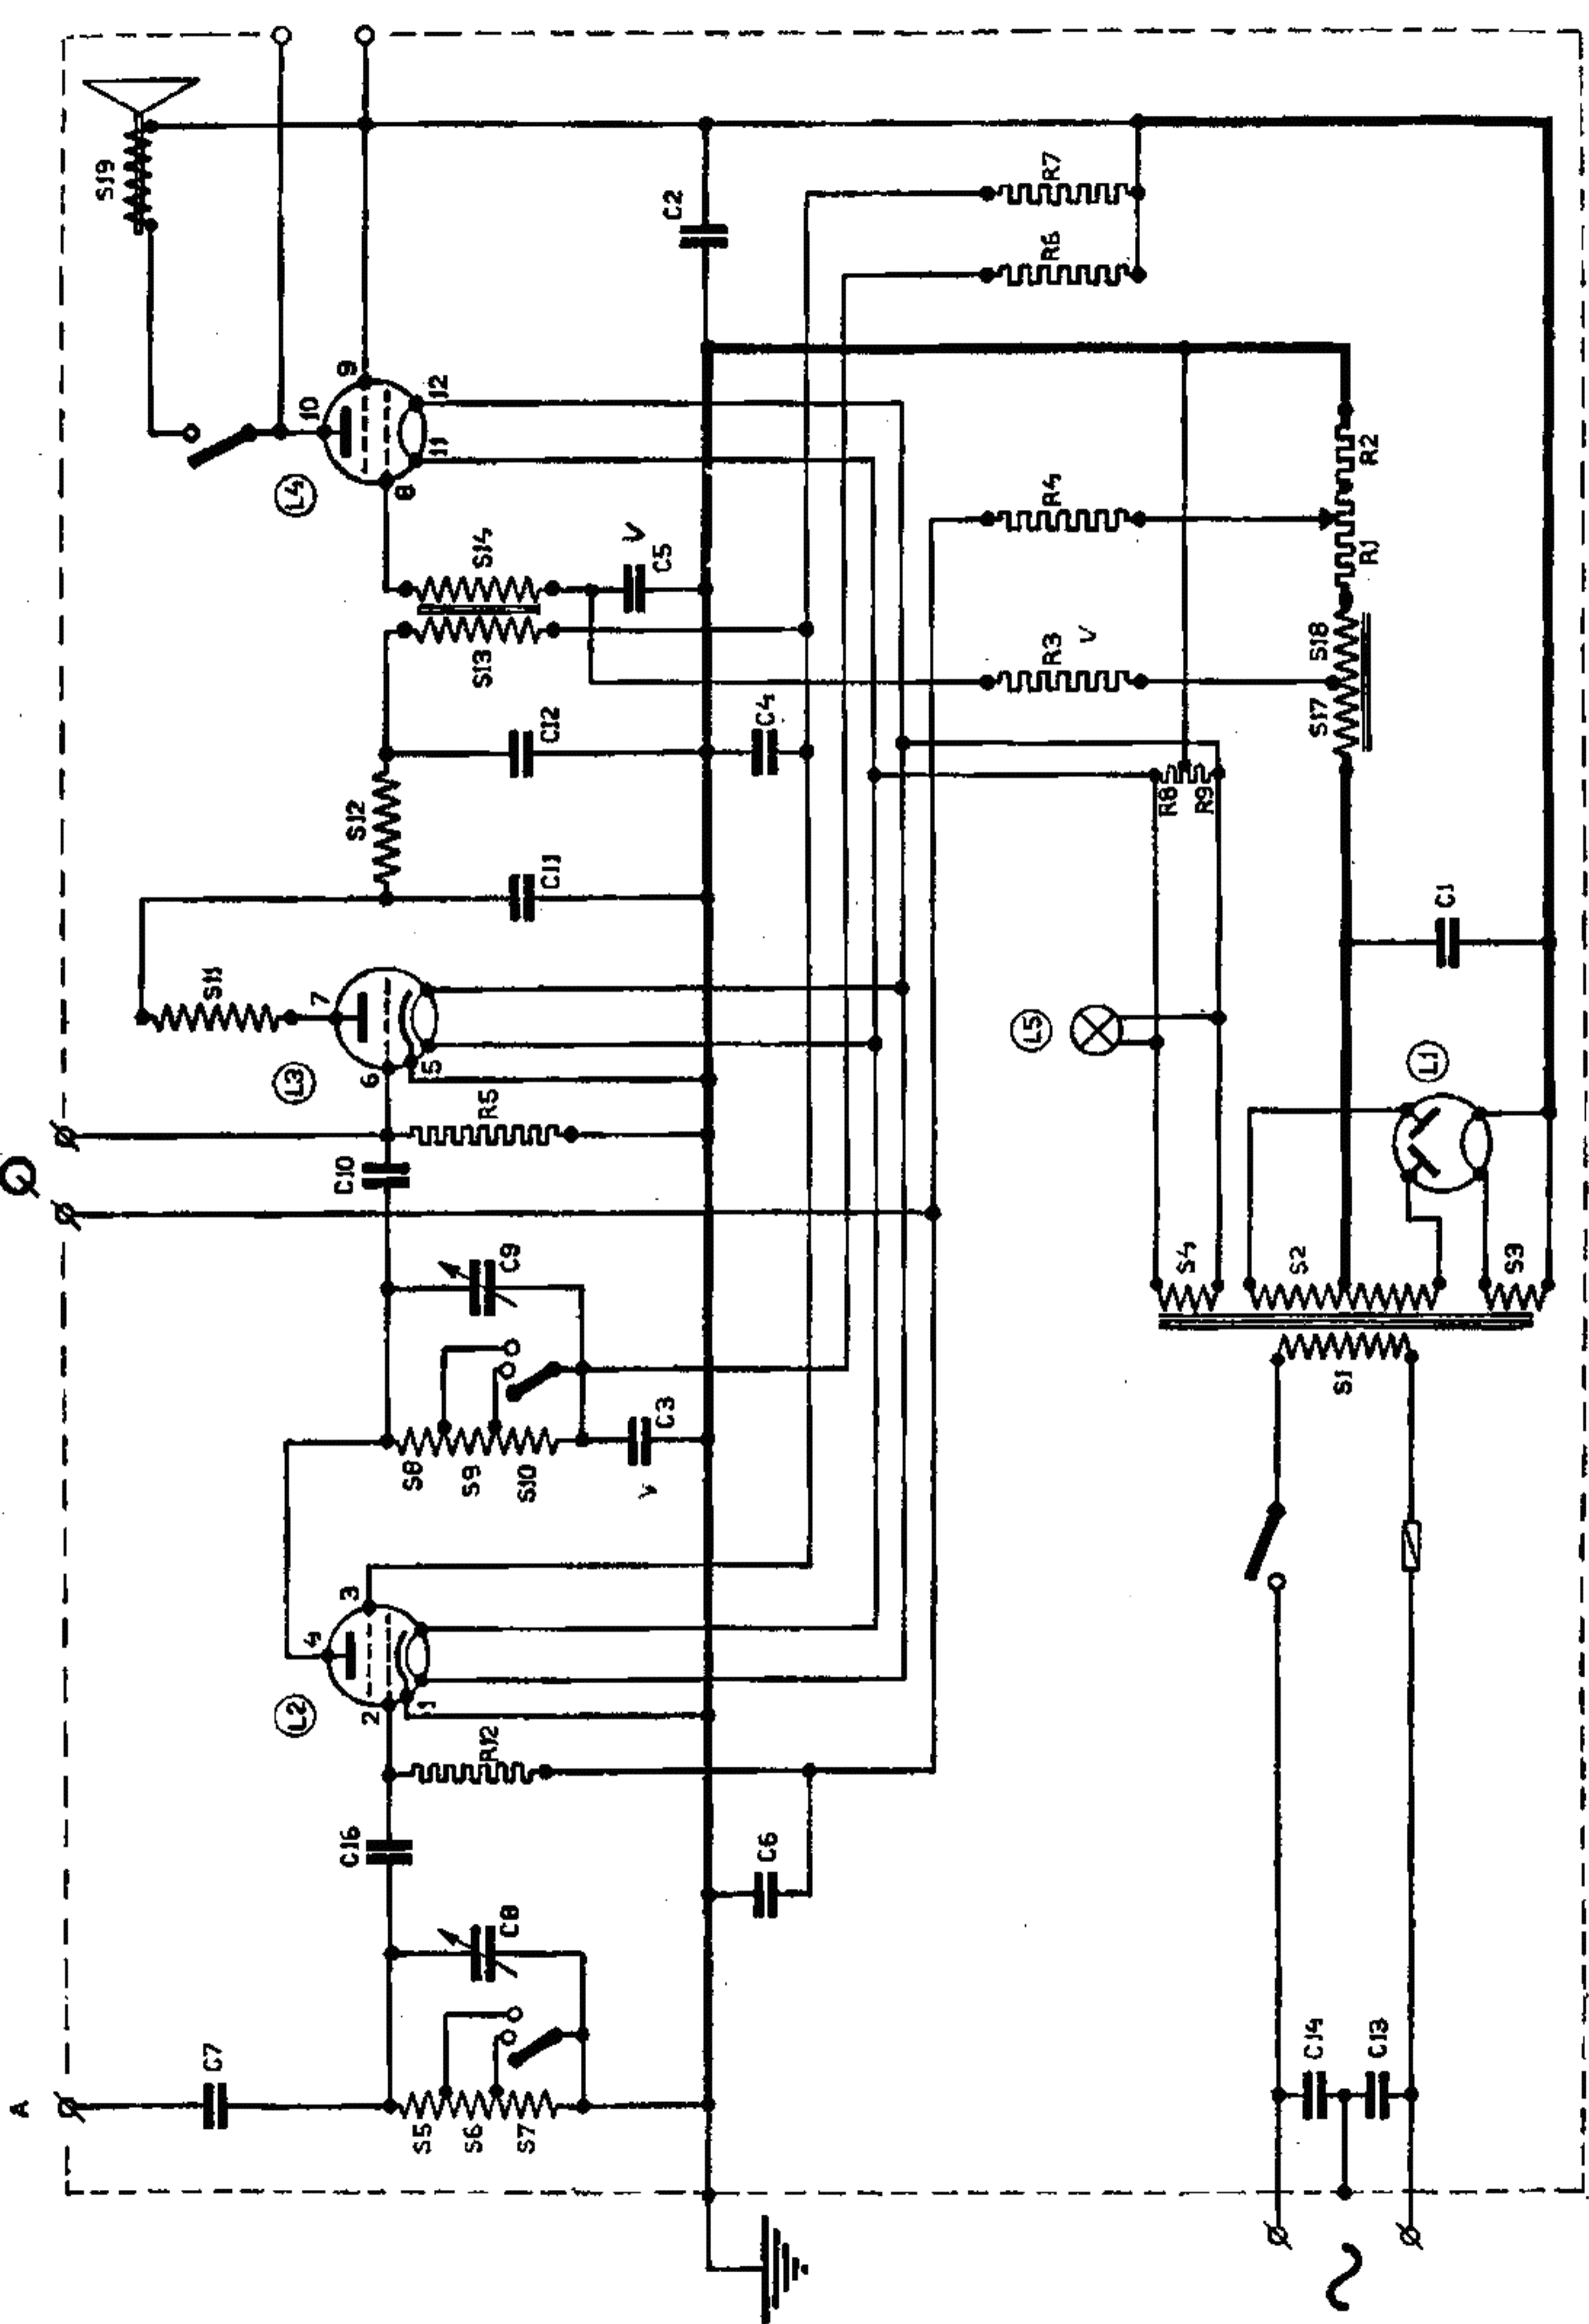 A
C7
S5
S6
S7
C8
C16
R12
L2
2
1
3
4
C6
S8
S9
S10
C9
C3
V
C10
R5
L3
6
5
7
S11
C11
S12
C12
C4
S13
S14
C5
V
L4
8
9
10
11
12
S19
C2
R7
R6
R4
R3
V
R2
R1
S18
S17
R8
R9
L5
L1
C1
S4
S2
S3
S1
C14
C13